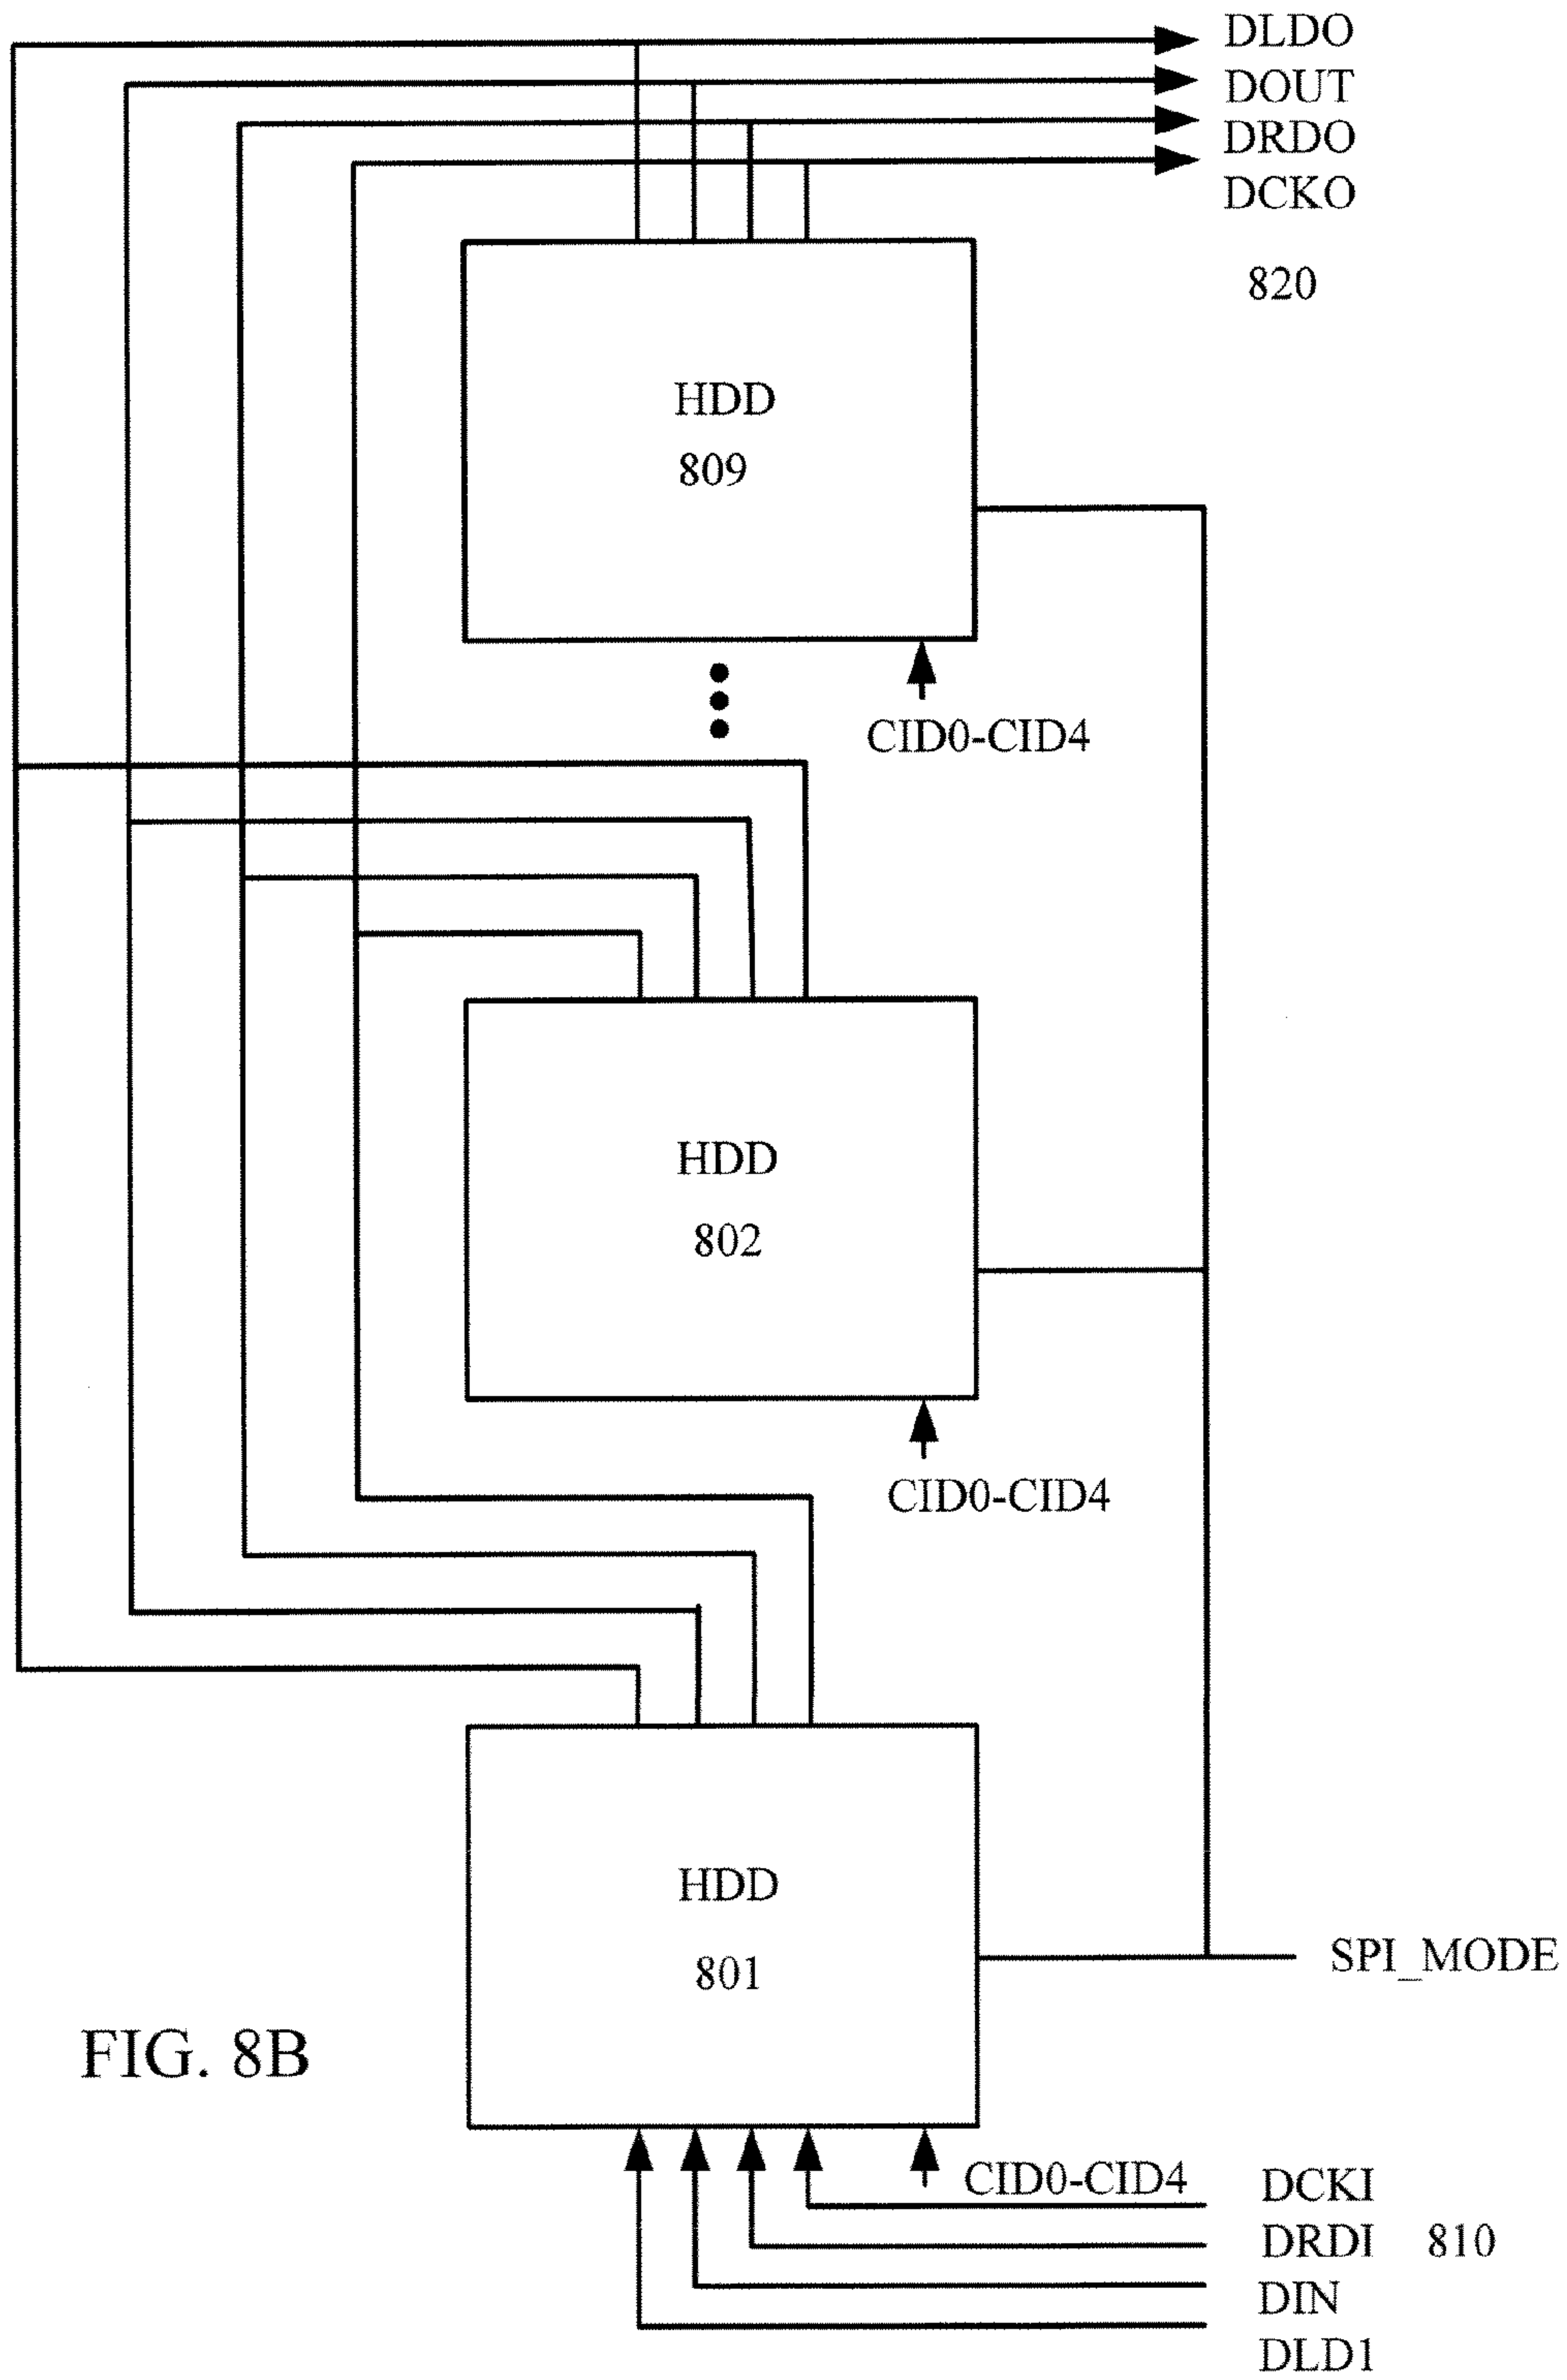 DLDO
DOUT
DRDO
DCKO
820
HDD
809
CID0-CID4
HDD
802
CID0-CID4
HDD
801
SPI_MODE
FIG. 8B
CID0-CID4
DCKI
DRDI 810
DIN
DLD1